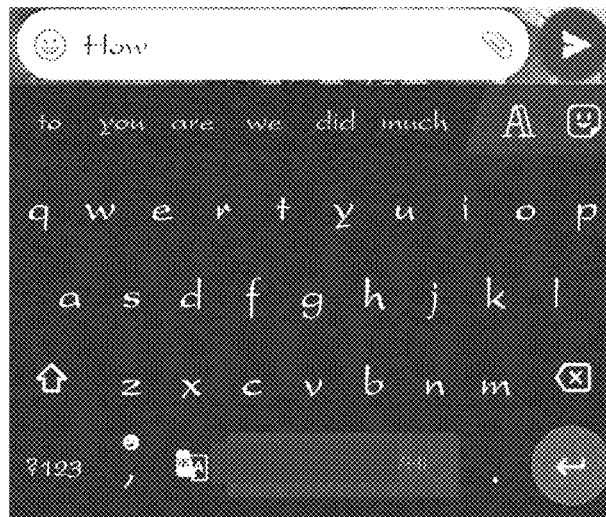 How
to you are we did much
q w e r t y u i o p
a s d f g h j k l
z x c v b n m
?123 , .